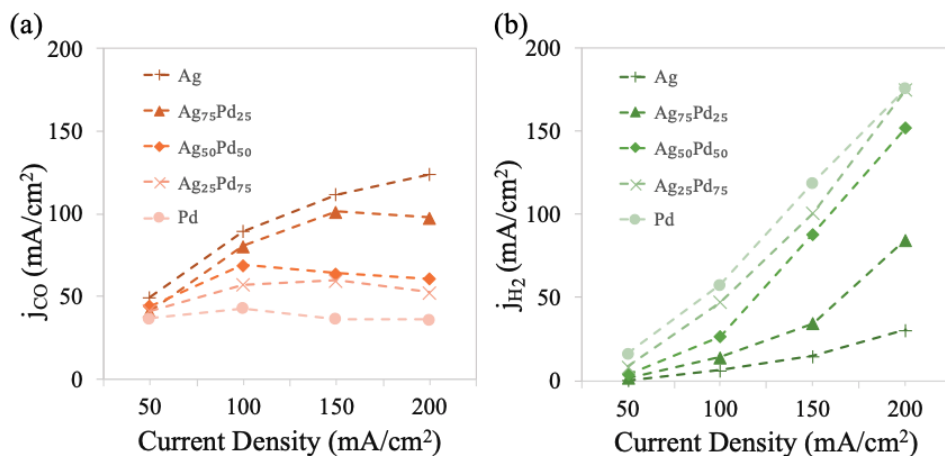 (a)
200
150
100
50
0
jCO (mA/cm²)
Ag
Ag₇₅Pd₂₅
Ag₅₀Pd₅₀
Ag₂₅Pd₇₅
Pd
50 100 150 200
Current Density (mA/cm²)
(b)
200
150
100
50
0
jH₂ (mA/cm²)
Ag
Ag₇₅Pd₂₅
Ag₅₀Pd₅₀
Ag₂₅Pd₇₅
Pd
50 100 150 200
Current Density (mA/cm²)